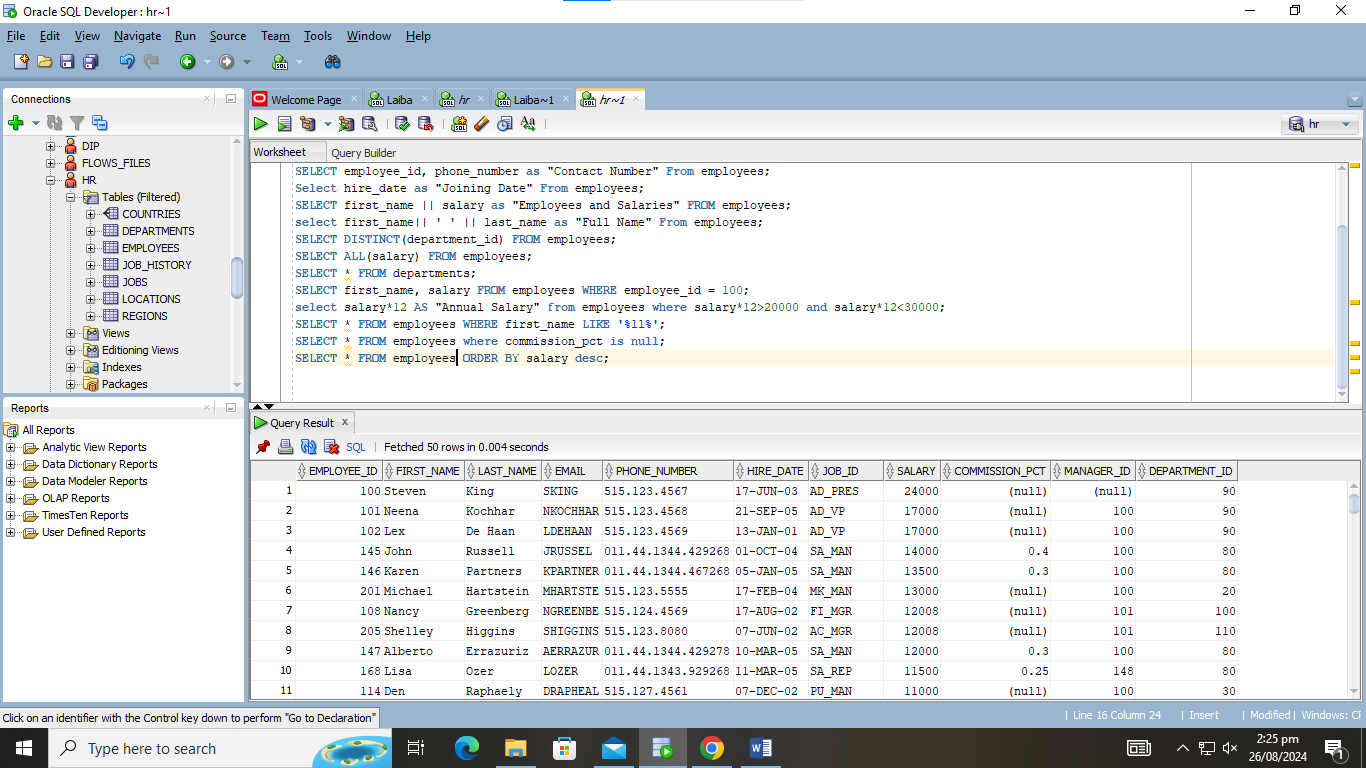 Oracle SQL Developer : hr~1
File Edit View Navigate Run Source Team Tools Window Help
Connections
DIP
FLOWS_FILES
HR
Tables (Filtered)
COUNTRIES
DEPARTMENTS
EMPLOYEES
JOB_HISTORY
JOBS
LOCATIONS
REGIONS
Views
Editioning Views
Indexes
Packages
Reports
All Reports
Analytic View Reports
Data Dictionary Reports
Data Modeler Reports
OLAP Reports
TimesTen Reports
User Defined Reports
Welcome Page Laiba hr Laiba~1 hr~1
hr
Worksheet Query Builder
SELECT employee_id, phone_number as "Contact Number" From employees;
Select hire_date as "Joining Date" From employees;
SELECT first_name || salary as "Employees and Salaries" FROM employees;
select first_name|| ' ' || last_name as "Full Name" From employees;
SELECT DISTINCT(department_id) FROM employees;
SELECT ALL(salary) FROM employees;
SELECT * FROM departments;
SELECT first_name, salary FROM employees WHERE employee_id = 100;
select salary*12 AS "Annual Salary" from employees where salary*12>20000 and salary*12<30000;
SELECT * FROM employees WHERE first_name LIKE '%ll%';
SELECT * FROM employees where commission_pct is null;
SELECT * FROM employees ORDER BY salary desc;
Query Result
SQL | Fetched 50 rows in 0.004 seconds
EMPLOYEE_ID FIRST_NAME LAST_NAME EMAIL PHONE_NUMBER HIRE_DATE JOB_ID SALARY COMMISSION_PCT MANAGER_ID DEPARTMENT_ID
1 100 Steven King SKING 515.123.4567 17-JUN-03 AD_PRES 24000 (null) (null) 90
2 101 Neena Kochhar NKOCHHAR 515.123.4568 21-SEP-05 AD_VP 17000 (null) 100 90
3 102 Lex De Haan LDEHAAN 515.123.4569 13-JAN-01 AD_VP 17000 (null) 100 90
4 145 John Russell JRUSSEL 011.44.1344.429268 01-OCT-04 SA_MAN 14000 0.4 100 80
5 146 Karen Partners KPARTNER 011.44.1344.467268 05-JAN-05 SA_MAN 13500 0.3 100 80
6 201 Michael Hartstein MHARTSTE 515.123.5555 17-FEB-04 MK_MAN 13000 (null) 100 20
7 108 Nancy Greenberg NGREENBE 515.124.4569 17-AUG-02 FI_MGR 12008 (null) 101 100
8 205 Shelley Higgins SHIGGINS 515.123.8080 07-JUN-02 AC_MGR 12008 (null) 101 110
9 147 Alberto Errazuriz AERRAZUR 011.44.1344.429278 10-MAR-05 SA_MAN 12000 0.3 100 80
10 168 Lisa Ozer LOZER 011.44.1343.929268 11-MAR-05 SA_REP 11500 0.25 148 80
11 114 Den Raphaely DRAPHEAL 515.127.4561 07-DEC-02 PU_MAN 11000 (null) 100 30
Click on an identifier with the Control key down to perform "Go to Declaration"
| Line 16 Column 24 | Insert | Modified | Windows: CF
Type here to search
2:25 pm
26/08/2024
1